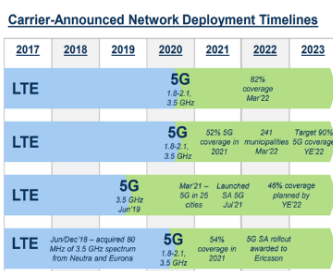 Carrier-Announced Network Deployment Timelines
2017 2018 2019 2020 2021 2022 2023
LTE
5G
1.8-2.1,
3.5 GHz
82%
coverage
Mar'22
LTE
5G
1.8-2.1,
3.5 GHz
52% 5G
coverage in
2021
241
municipalities
Mar'22
Target 90%
5G coverage
YE'22
LTE
5G
3.5 GHz
Jun'19
Mar'21 –
5G in 25
cities
Launched
SA 5G
Jul'21
46% coverage
planned by
YE'22
LTE
Jun/Dec'18 – acquired 80
MHz of 3.5 GHz spectrum
from Neutra and Eurona
5G
1.8-2.1,
3.5 GHz
54%
coverage in
2021
5G SA rollout
awarded to
Ericsson